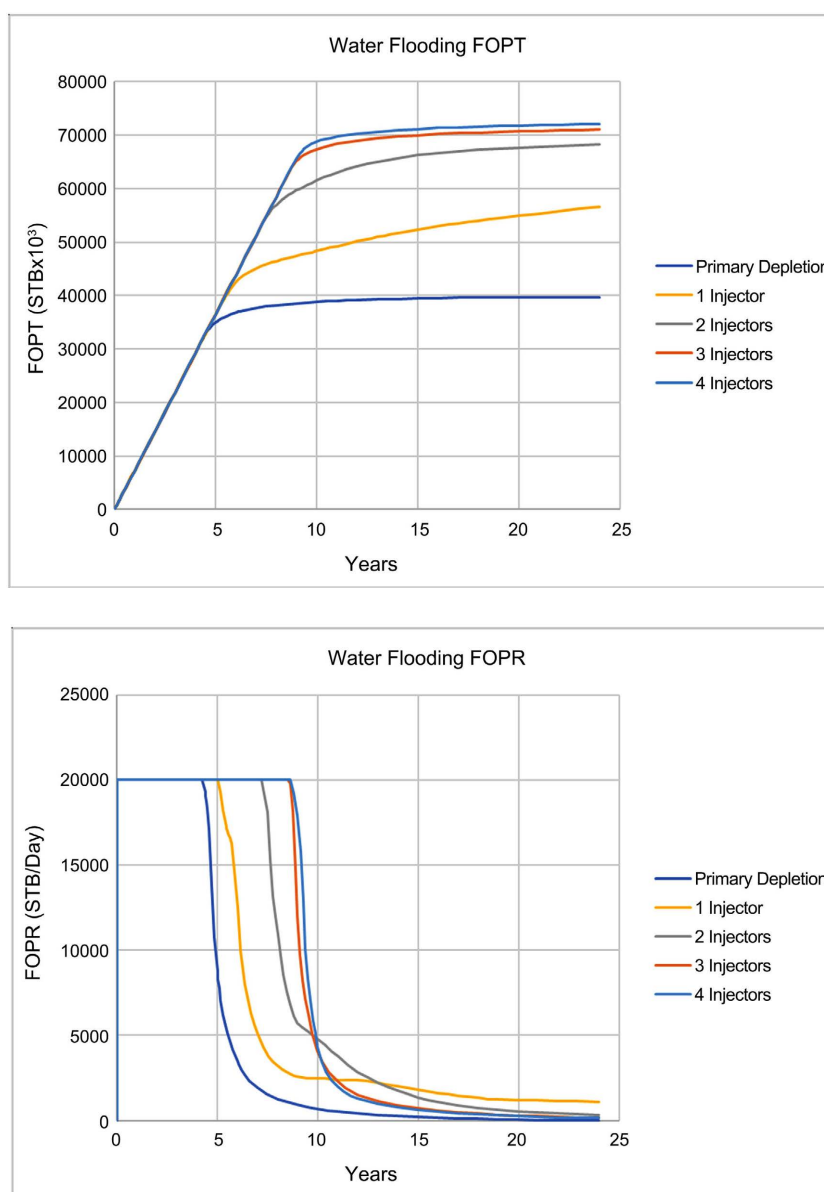 Water Flooding FOPT
80000
70000
60000
50000
40000
30000
20000
10000
0
FOPT (STBx10³)
0 5 10 15 20 25
Years
Primary Depletion
1 Injector
2 Injectors
3 Injectors
4 Injectors
Water Flooding FOPR
25000
20000
15000
10000
5000
0
FOPR (STB/Day)
0 5 10 15 20 25
Years
Primary Depletion
1 Injector
2 Injectors
3 Injectors
4 Injectors